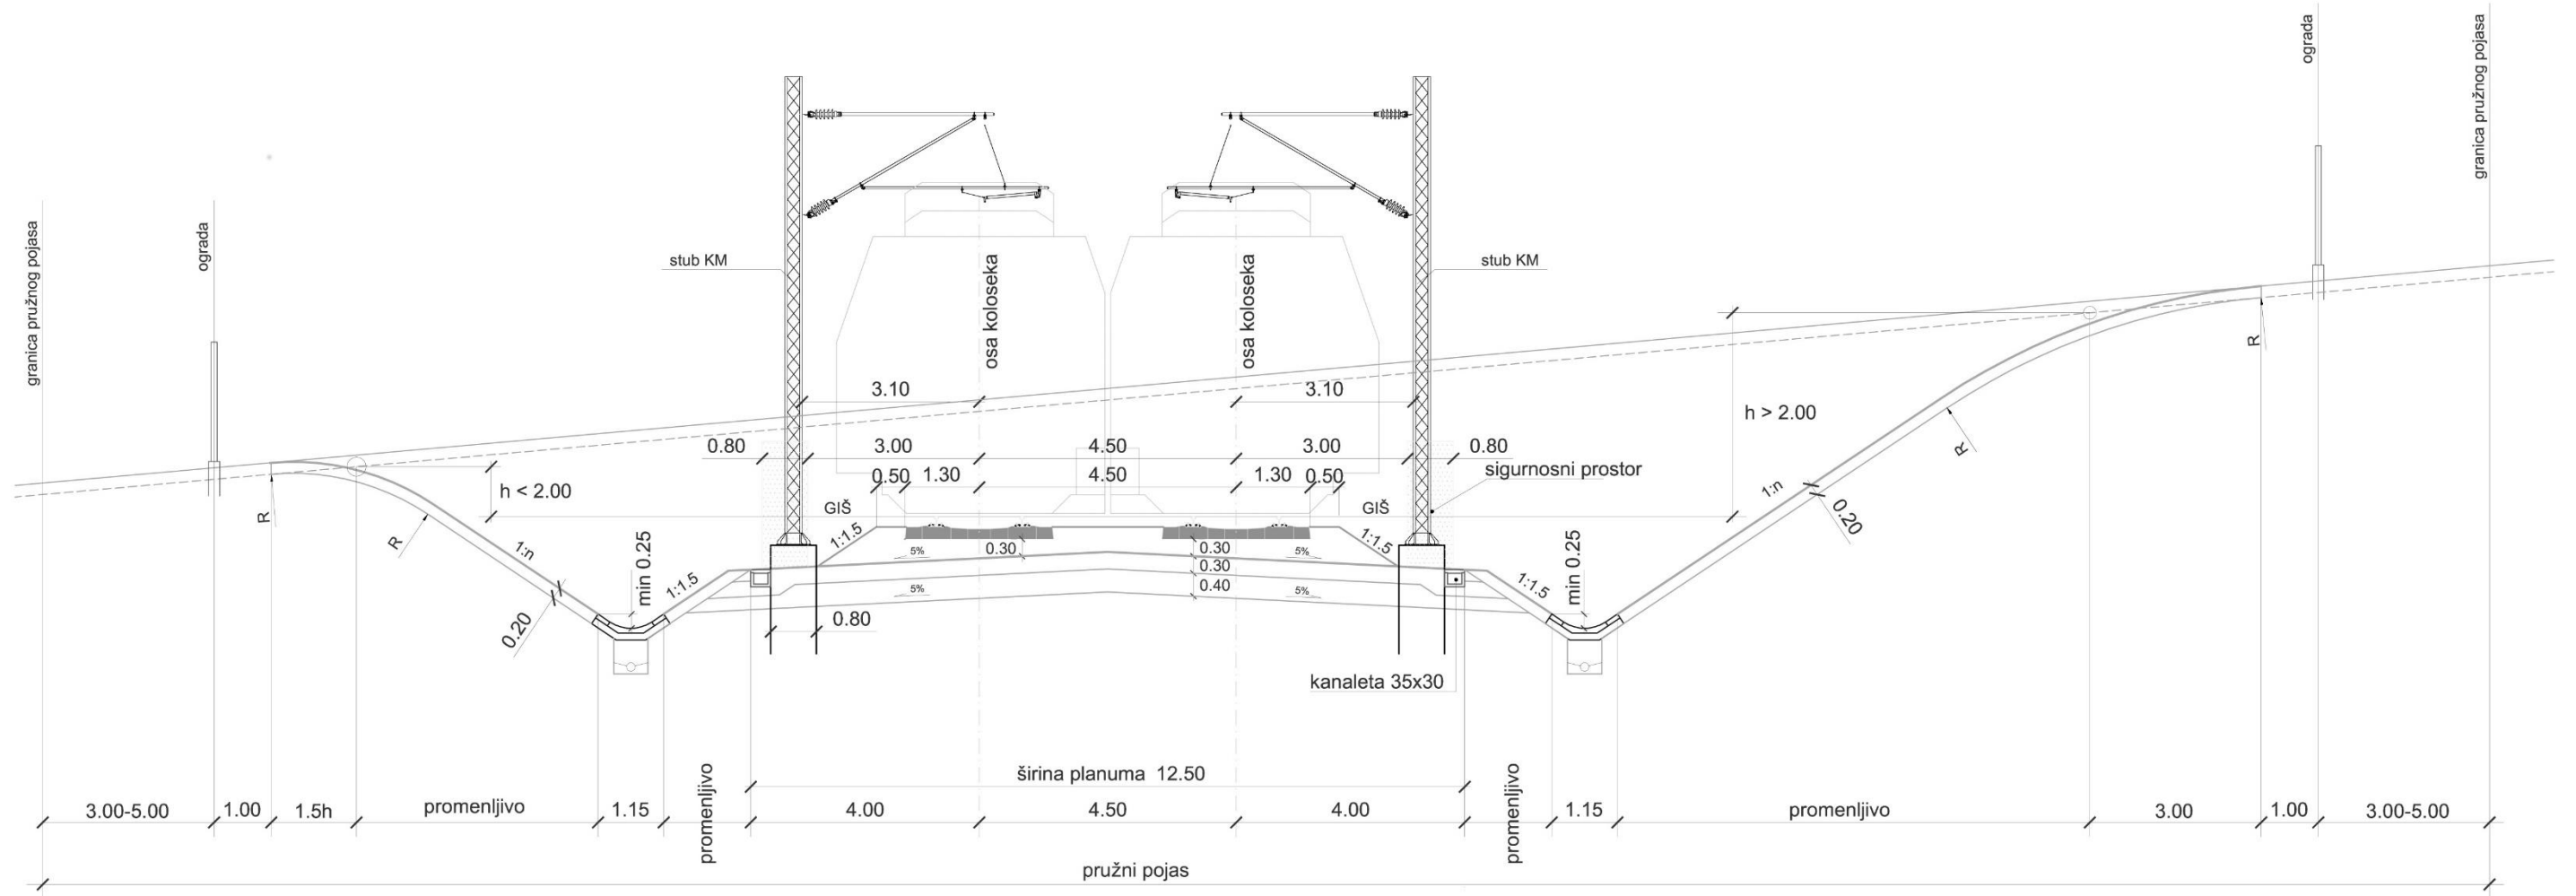 ograda
granica pružnog pojasa
granica pružnog pojasa
ograda
stub KM
osa koloseka
osa koloseka
stub KM
3.10
3.10
h > 2.00
R
0.80
3.00
4.50
3.00
0.80
sigurnosni prostor
0.50
1.30
4.50
1.30
0.50
h < 2.00
GIŠ
GIŠ
R
R
R
1:n
1:n
0.20
0.20
min 0.25
1:1.5
1:1.5
5%
0.30
0.30
5%
1:1.5
1:1.5
min 0.25
0.30
5%
0.40
5%
0.80
kanaleta 35x30
širina planuma 12.50
3.00-5.00
1.00
1.5h
promenljivo
1.15
promenljivo
4.00
4.50
4.00
promenljivo
1.15
promenljivo
3.00
1.00
3.00-5.00
pružni pojas